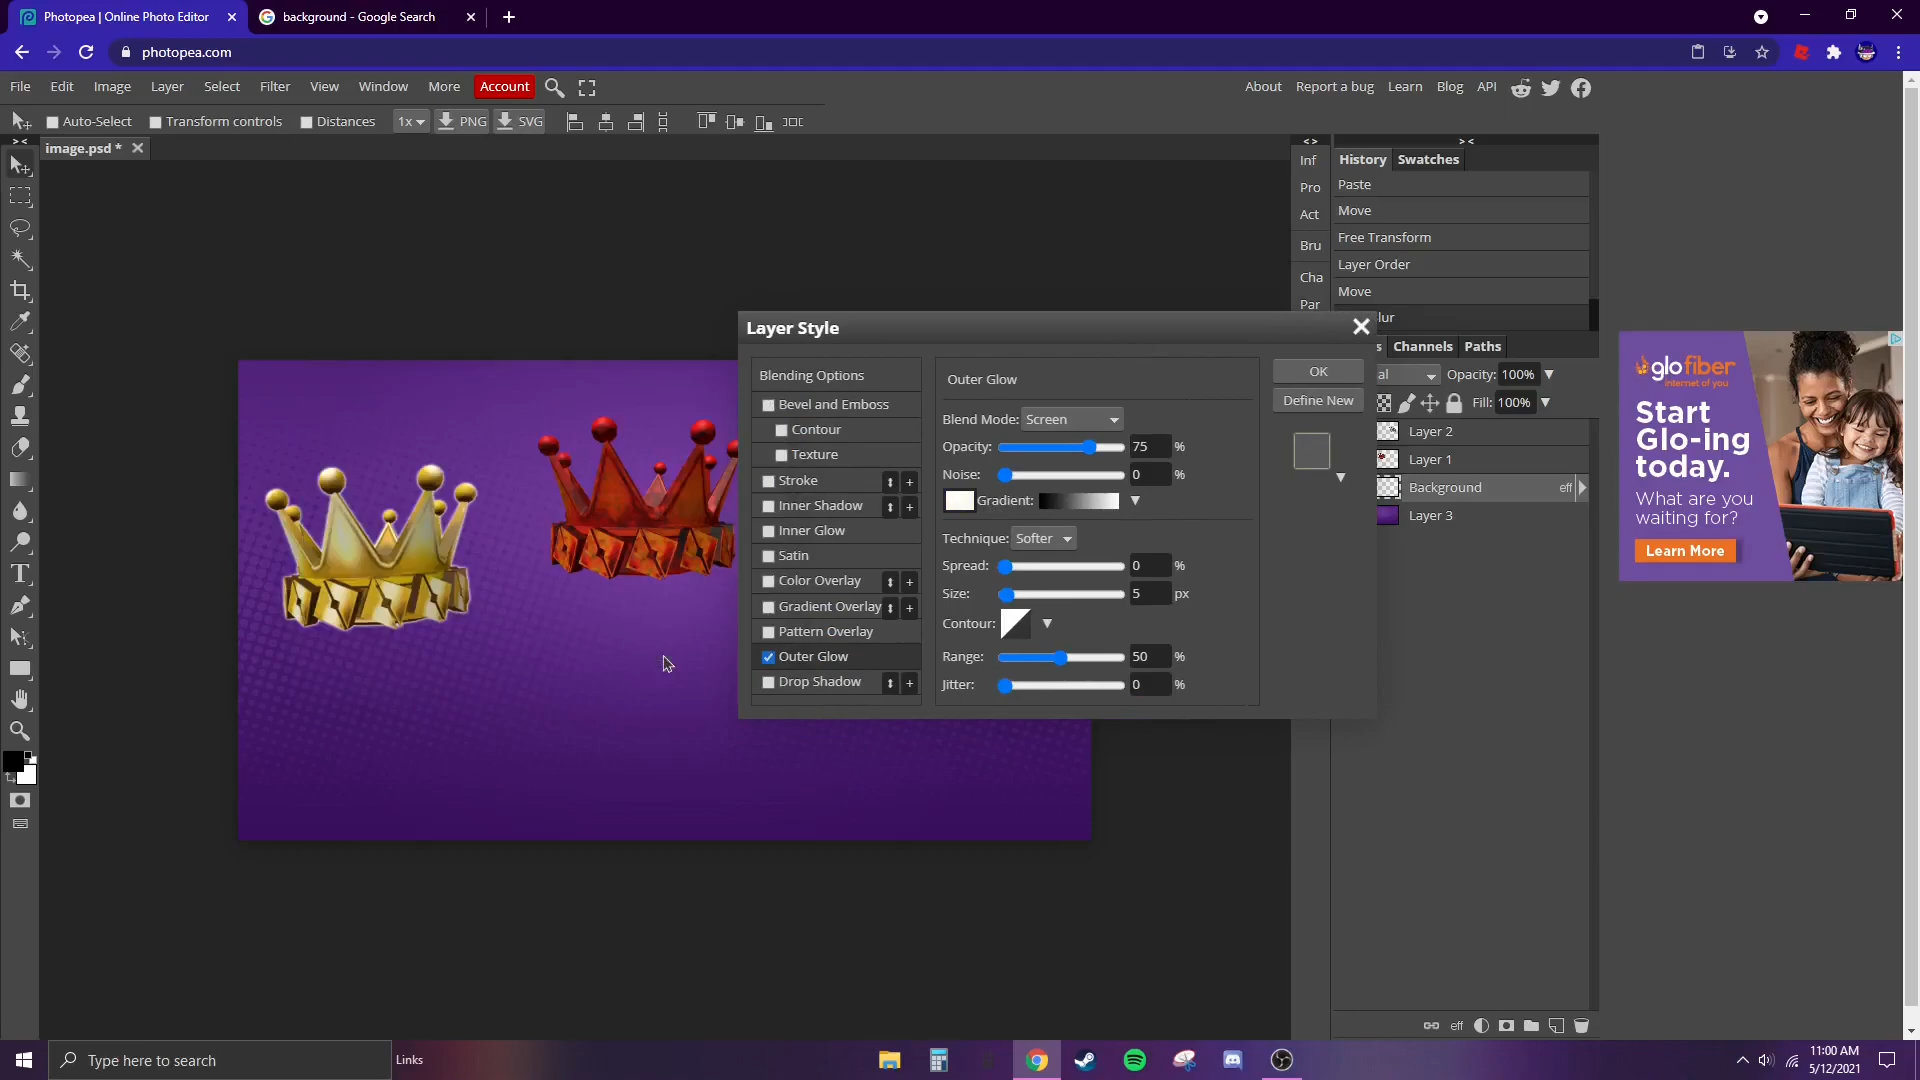 Photopea | Online Photo Editor
background - Google Search
photopea.com
File Edit Image Layer Select Filter View Window More Account
About Report a bug Learn Blog API
Auto-Select Transform controls Distances 1x PNG SVG
image.psd *
Inf
Pro
Act
Bru
Cha
Par
History Swatches
Paste
Move
Free Transform
Layer Order
Move
lur
s Channels Paths
al Opacity: 100%
Fill: 100%
Layer 2
Layer 1
Background eff
Layer 3
eff
Layer Style
Blending Options
Bevel and Emboss
Contour
Texture
Stroke +
Inner Shadow +
Inner Glow
Satin
Color Overlay +
Gradient Overlay +
Pattern Overlay
Outer Glow
Drop Shadow +
Outer Glow
Blend Mode: Screen
Opacity: 75 %
Noise: 0 %
Gradient:
Technique: Softer
Spread: 0 %
Size: 5 px
Contour:
Range: 50 %
Jitter: 0 %
OK
Define New
glofiber
internet of you
Start
Glo-ing
today.
What are you
waiting for?
Learn More
T
Type here to search
Links
11:00 AM
5/12/2021